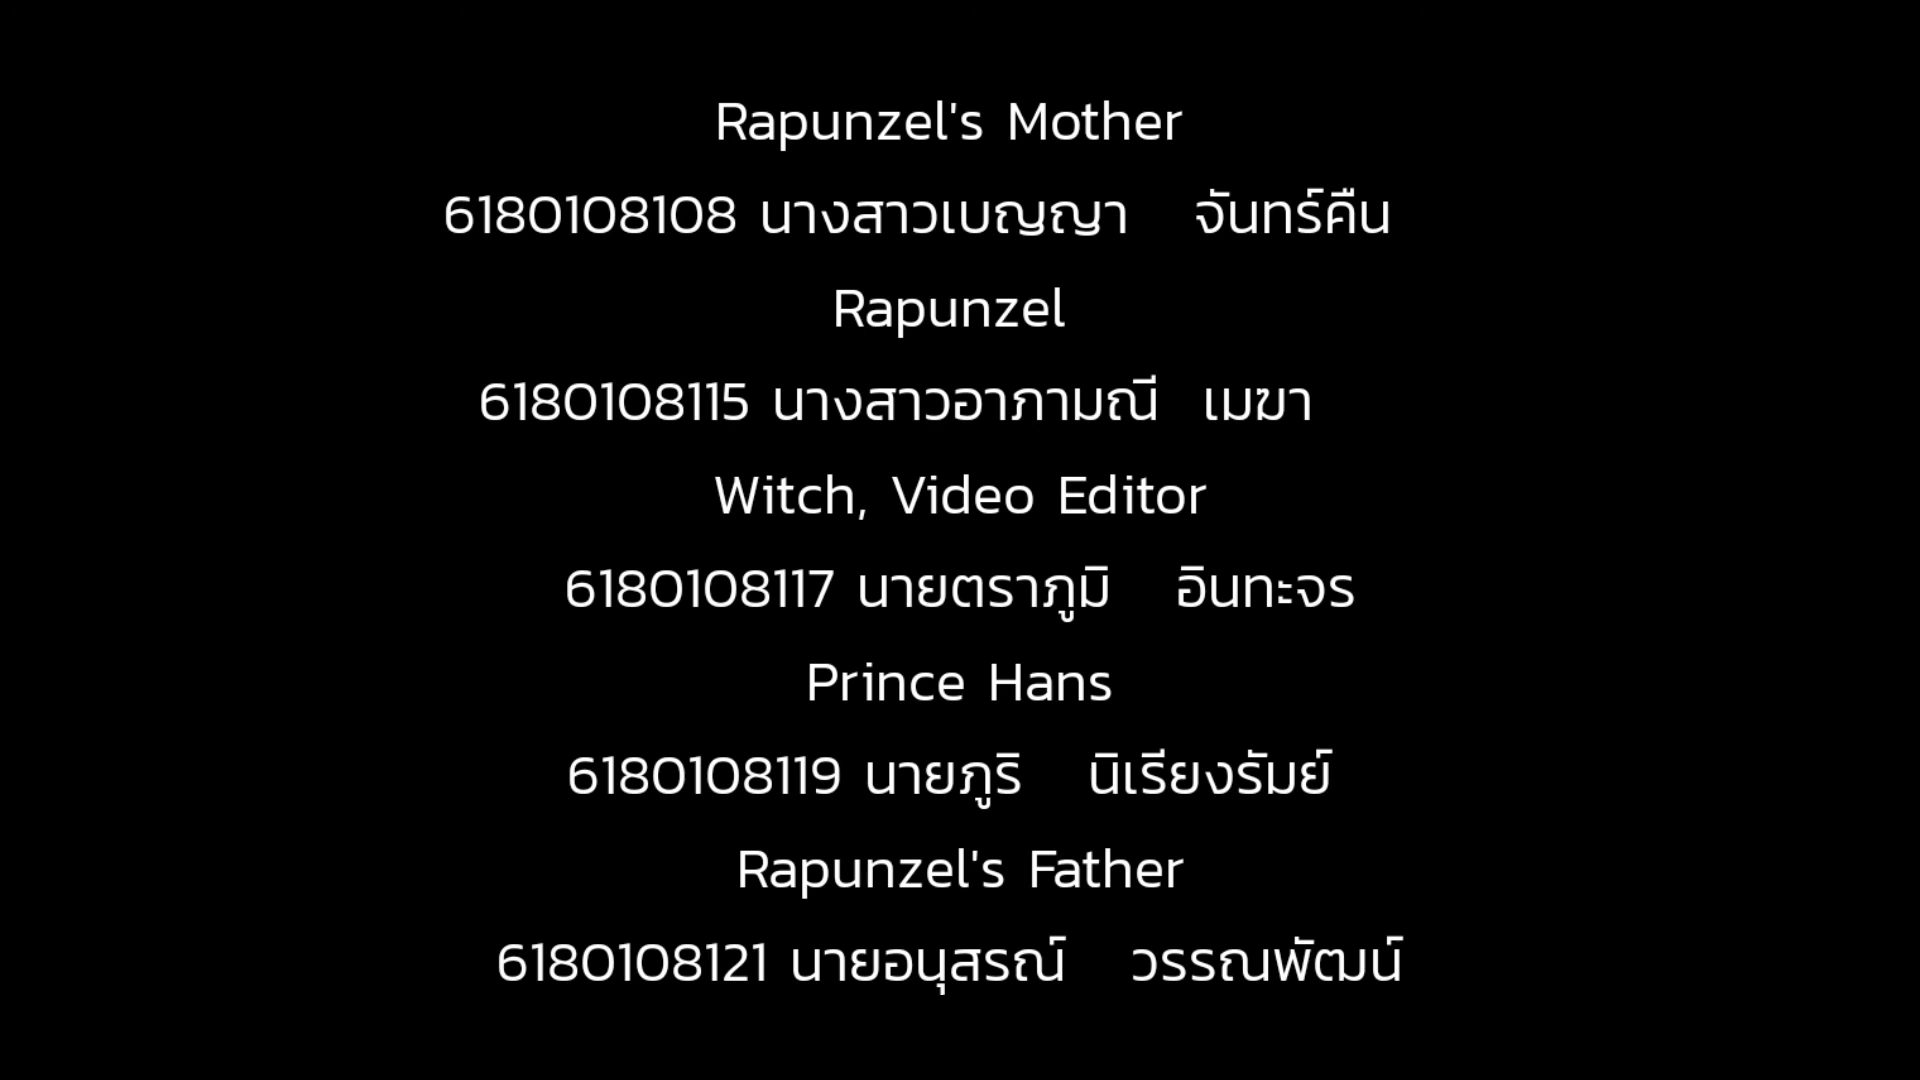 Rapunzel's Mother
6180108108 นางสาวเบญญา จันทร์คืน
Rapunzel
6180108115 นางสาวอาภามณี เมฆา
Witch, Video Editor
6180108117 นายตราภูมิ อินทะจร
Prince Hans
6180108119 นายภูริ นิเรียงรัมย์
Rapunzel's Father
6180108121 นายอนุสรณ์ วรรณพัฒน์